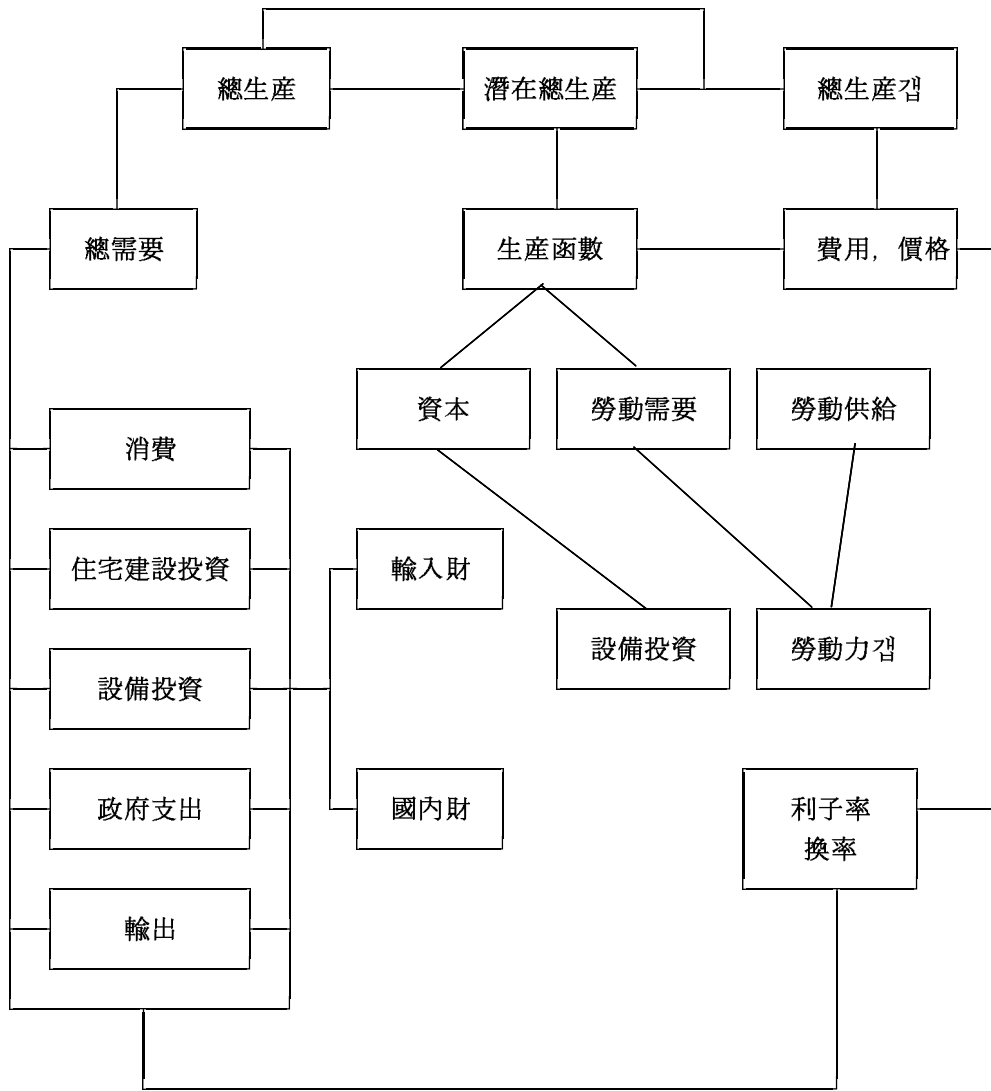 總生産
潛在總生産
總生産갭
總需要
生産函數
費用, 價格
資本
勞動需要
勞動供給
消費
住宅建設投資
輸入財
設備投資
勞動力갭
設備投資
政府支出
國內財
利子率
換率
輸出